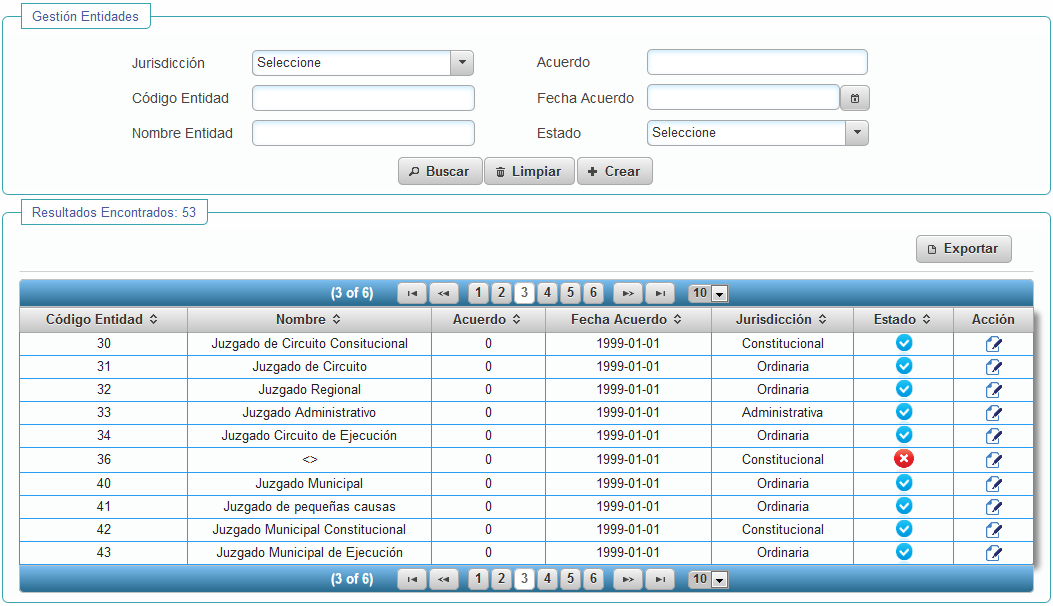 Gestión Entidades
Jurisdicción Seleccione Acuerdo
Código Entidad Fecha Acuerdo
Nombre Entidad Estado Seleccione
Buscar Limpiar Crear
Resultados Encontrados: 53
Exportar
(3 of 6) 1 2 3 4 5 6 10
Código Entidad Nombre Acuerdo Fecha Acuerdo Jurisdicción Estado Acción
30 Juzgado de Circuito Consitucional 0 1999-01-01 Constitucional
31 Juzgado de Circuito 0 1999-01-01 Ordinaria
32 Juzgado Regional 0 1999-01-01 Ordinaria
33 Juzgado Administrativo 0 1999-01-01 Administrativa
34 Juzgado Circuito de Ejecución 0 1999-01-01 Ordinaria
36 <> 0 1999-01-01 Constitucional
40 Juzgado Municipal 0 1999-01-01 Ordinaria
41 Juzgado de pequeñas causas 0 1999-01-01 Ordinaria
42 Juzgado Municipal Constitucional 0 1999-01-01 Constitucional
43 Juzgado Municipal de Ejecución 0 1999-01-01 Ordinaria
(3 of 6) 1 2 3 4 5 6 10